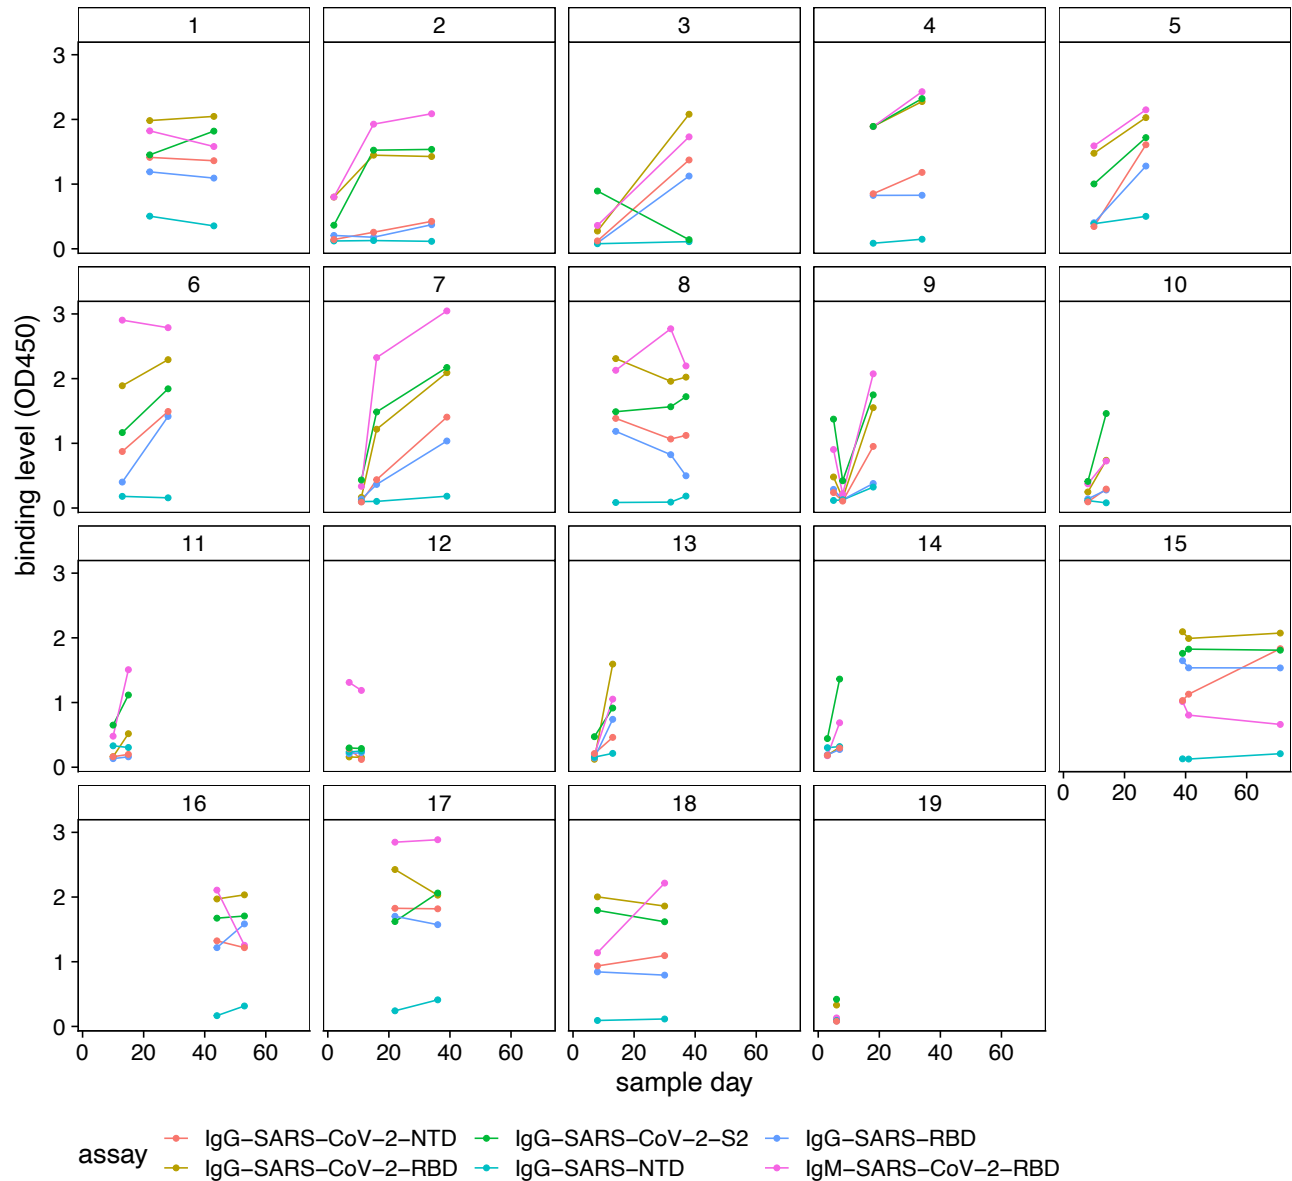 1 2 3 4 5
3
2
1
0
6 7 8 9 10
3
2
1
0
binding level (OD450)
11 12 13 14 15
3
2
1
0
0 20 40 60
16 17 18 19
3
2
1
0
0 20 40 60 0 20 40 60 0 20 40 60 0 20 40 60
sample day
assay
IgG−SARS−CoV−2−NTD IgG−SARS−CoV−2−S2 IgG−SARS−RBD
IgG−SARS−CoV−2−RBD IgG−SARS−NTD IgM−SARS−CoV−2−RBD